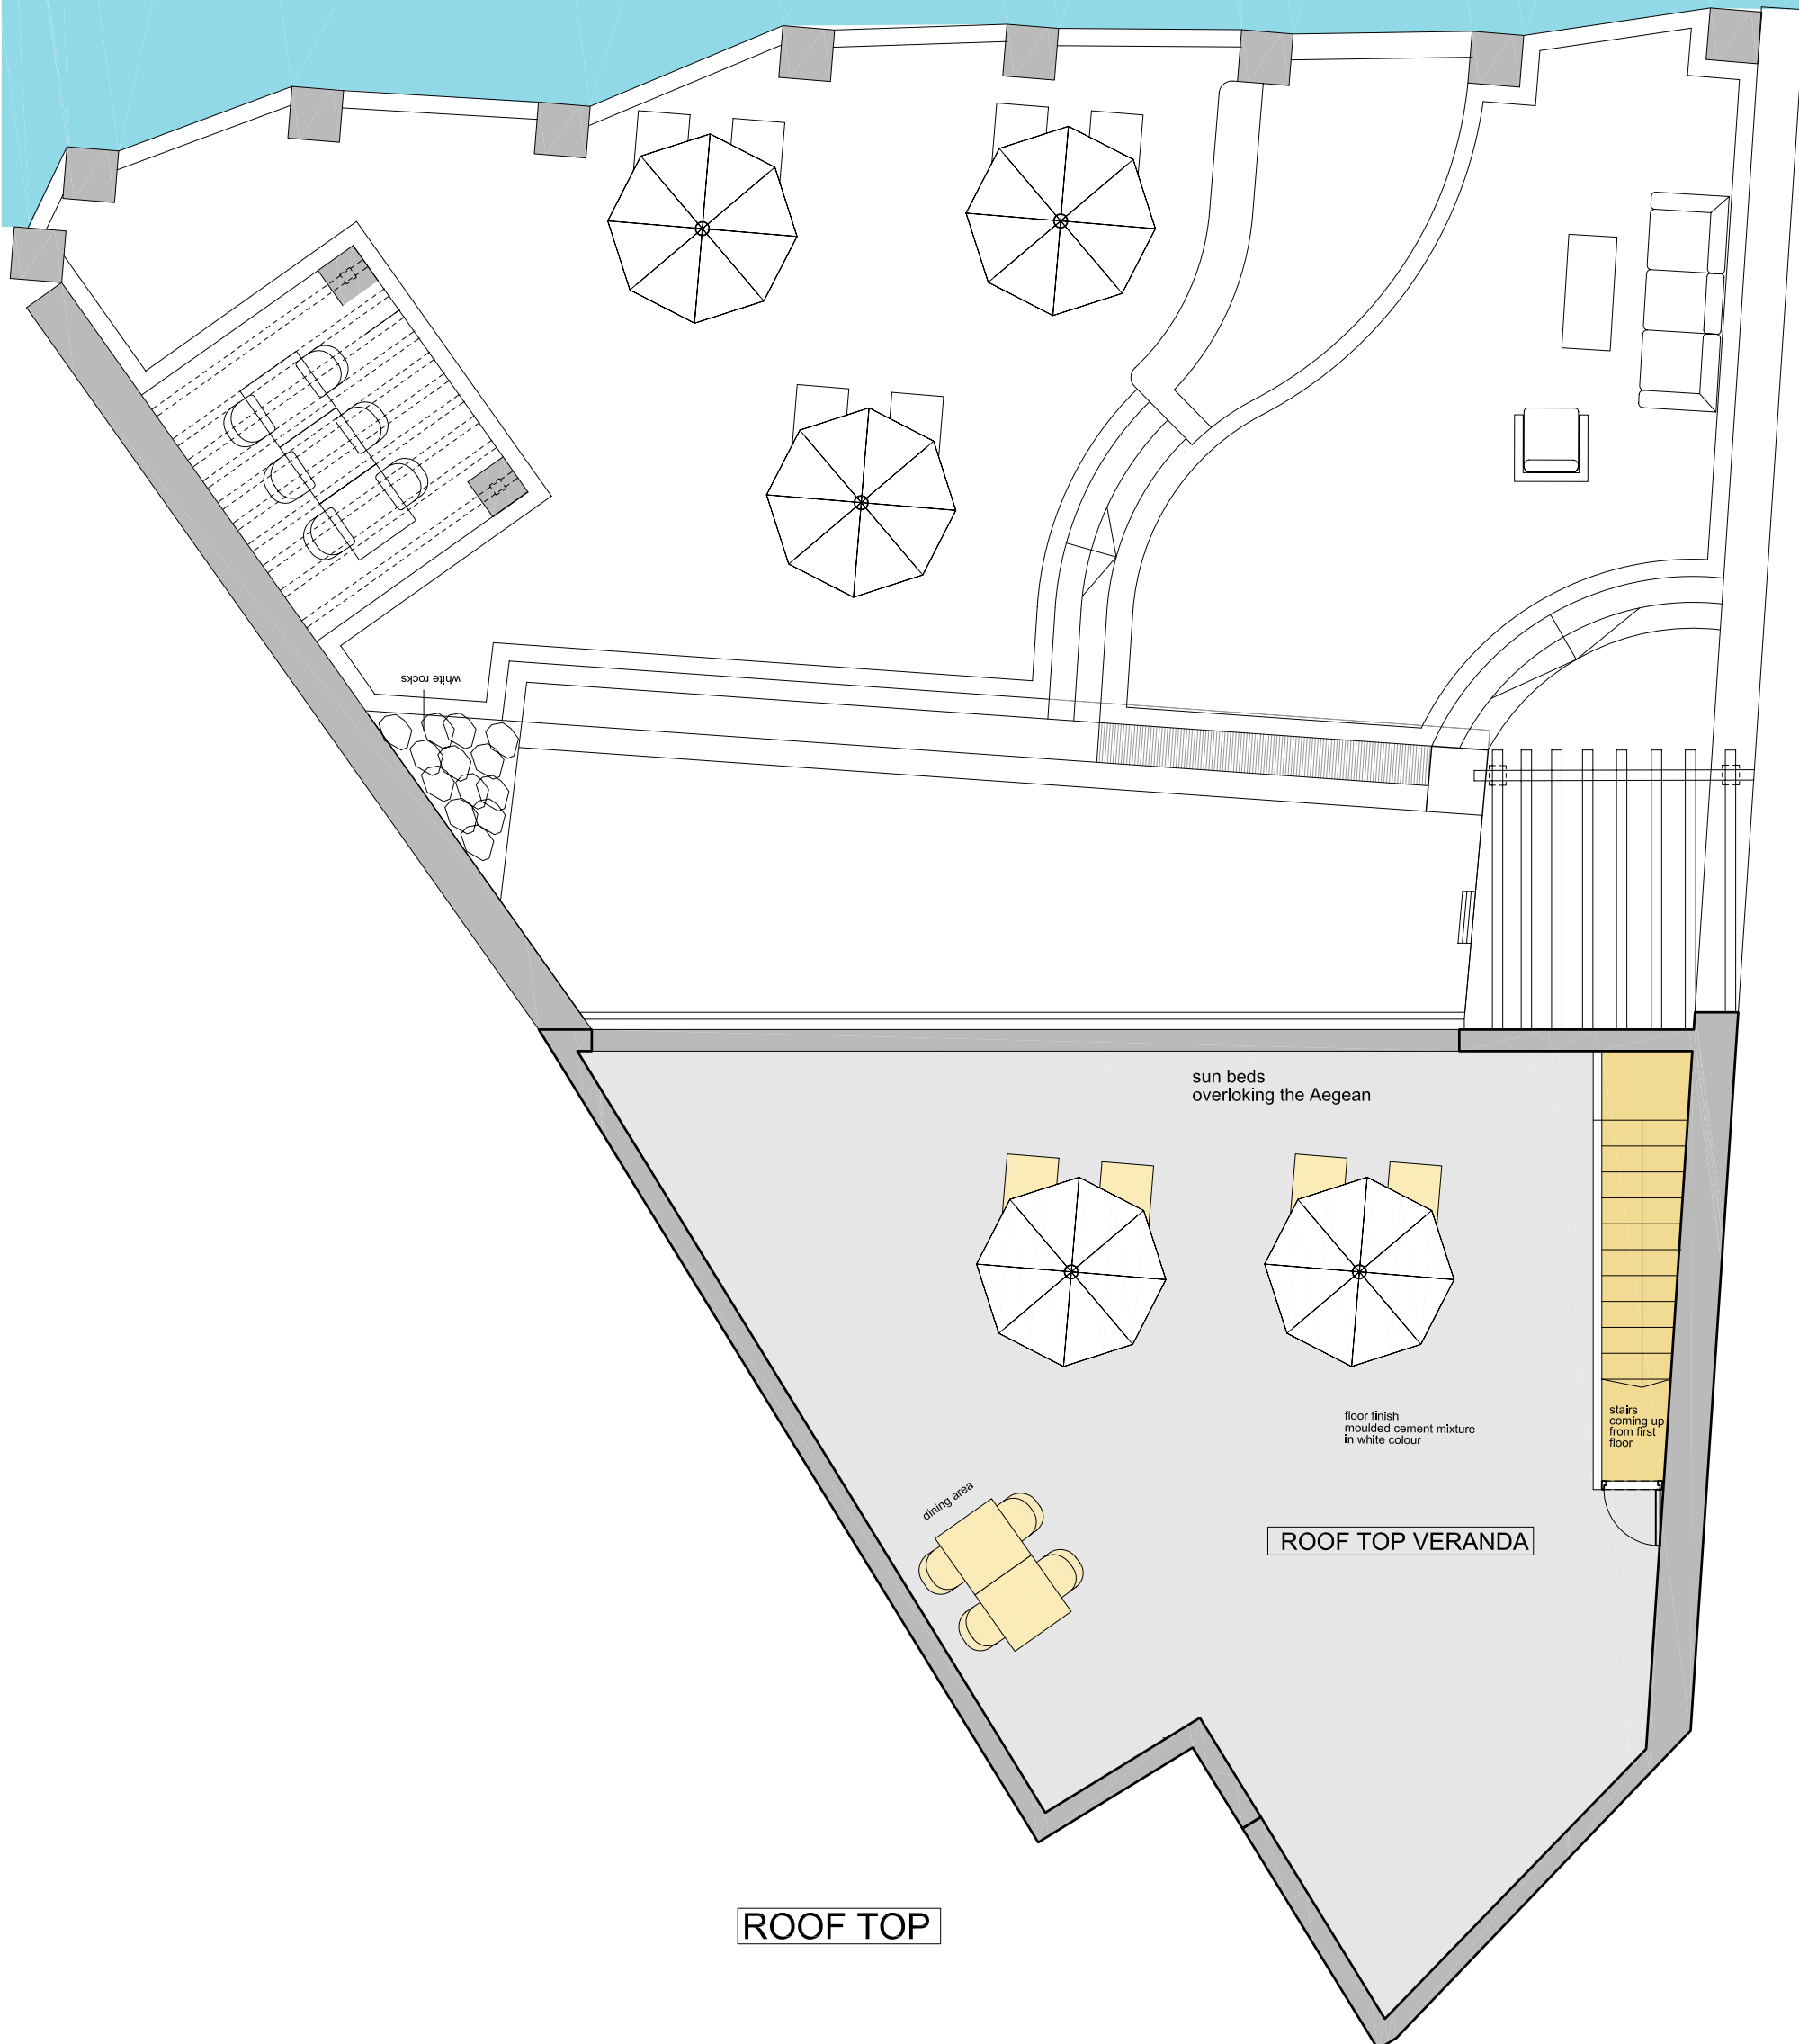 white rocks
sun beds
overloking the Aegean
stairs
coming up
from first
floor
floor finish
moulded cement mixture
in white colour
dining area
ROOF TOP VERANDA
ROOF TOP